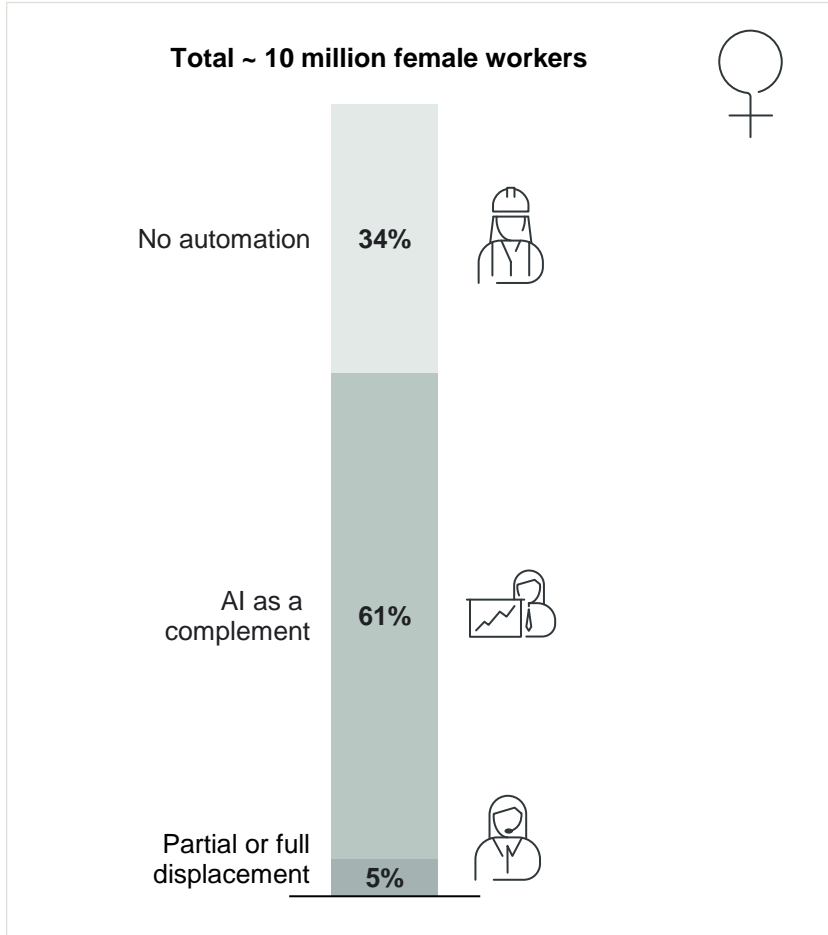 Total ~ 10 million female workers
No automation
34%
AI as a
complement
61%
Partial or full
displacement
5%